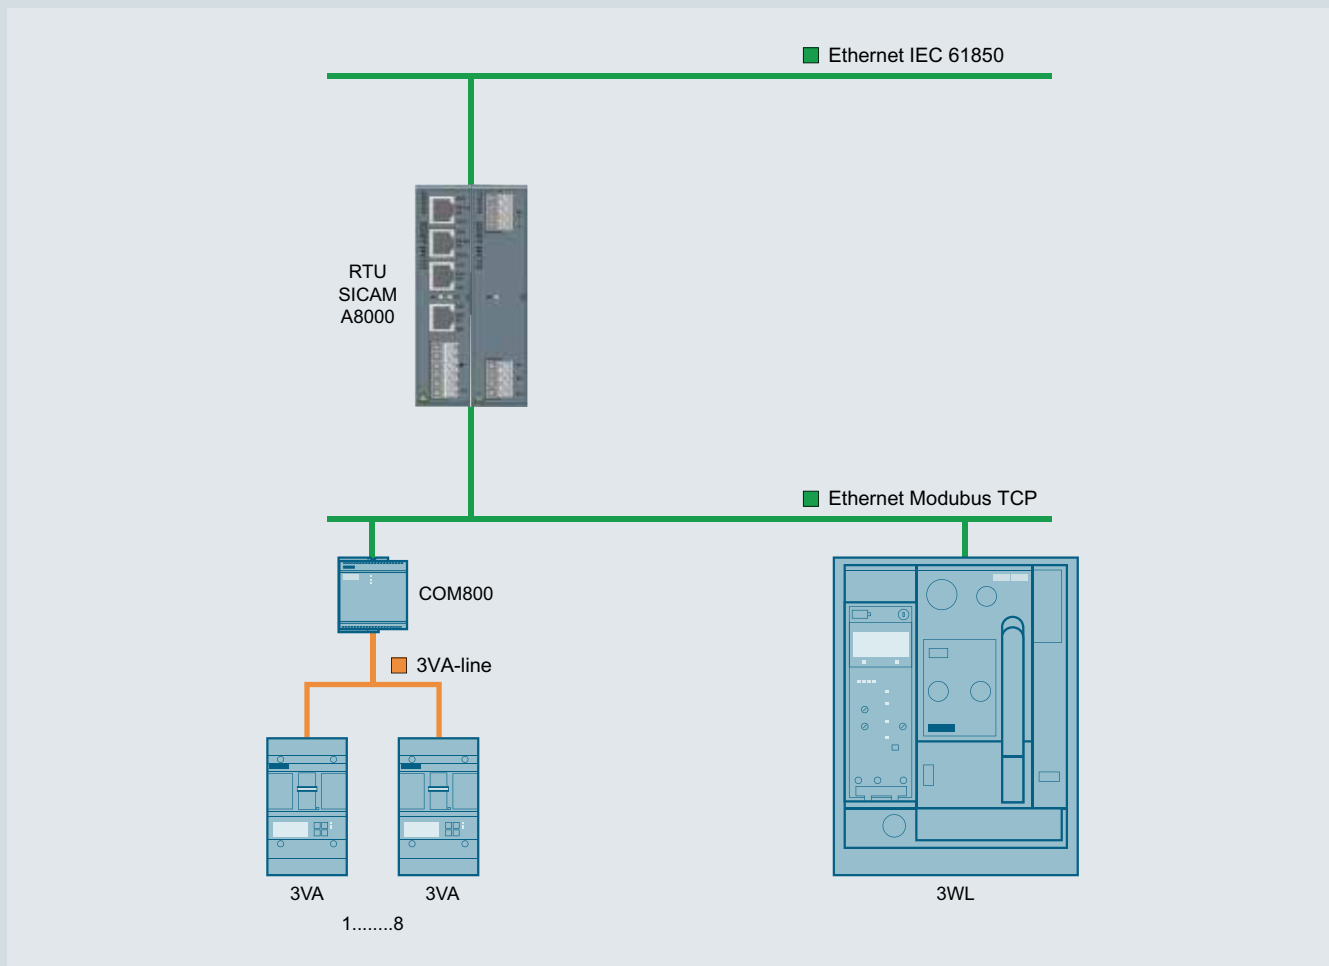 Ethernet IEC 61850
RTU
SICAM
A8000
Ethernet Modubus TCP
COM800
3VA-line
3VA
3VA
1........8
3WL